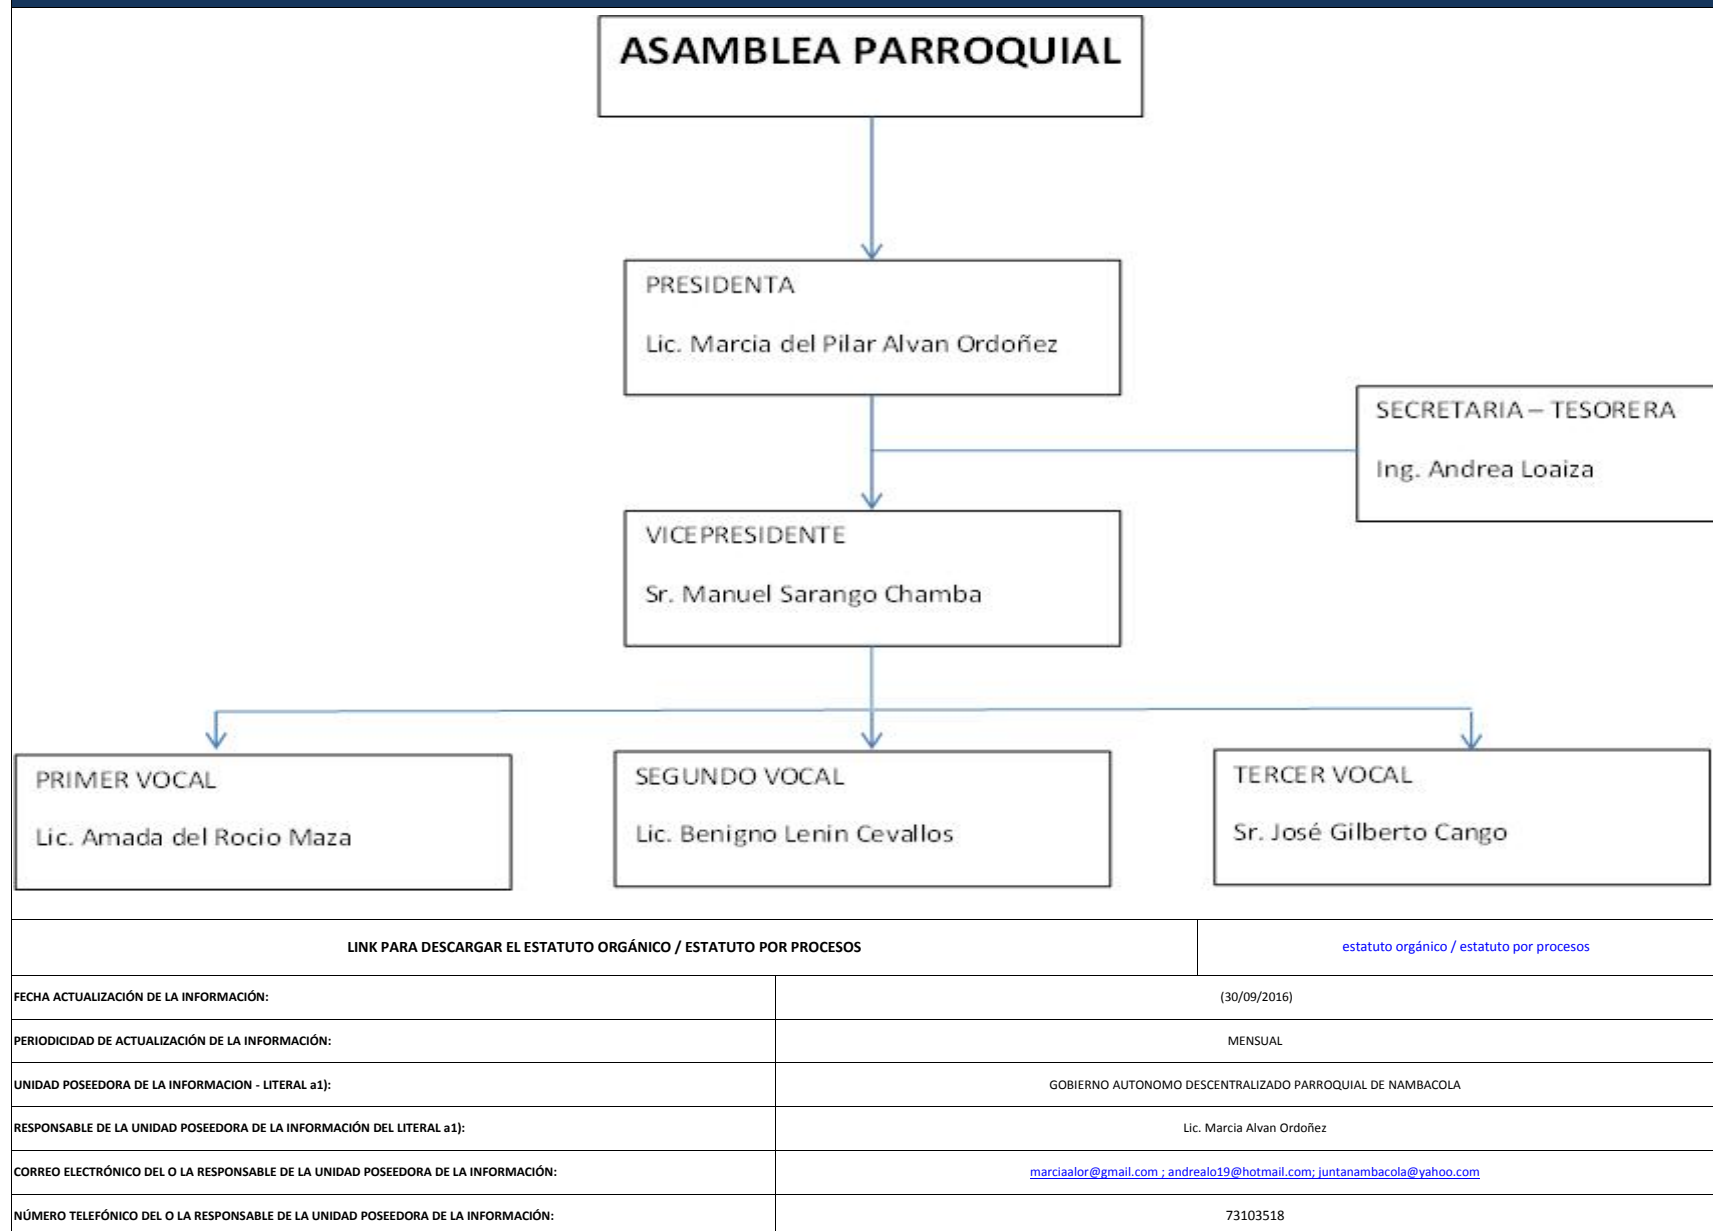 ASAMBLEA PARROQUIAL
PRESIDENTA
Lic. Marcia del Pilar Alvan Ordoñez
SECRETARIA – TESORERA
Ing. Andrea Loaiza
VICEPRESIDENTE
Sr. Manuel Sarango Chamba
PRIMER VOCAL
Lic. Amada del Rocio Maza
SEGUNDO VOCAL
Lic. Benigno Lenin Cevallos
TERCER VOCAL
Sr. José Gilberto Cango
LINK PARA DESCARGAR EL ESTATUTO ORGÁNICO / ESTATUTO POR PROCESOS
estatuto orgánico / estatuto por procesos
FECHA ACTUALIZACIÓN DE LA INFORMACIÓN:
(30/09/2016)
PERIODICIDAD DE ACTUALIZACIÓN DE LA INFORMACIÓN:
MENSUAL
UNIDAD POSEEDORA DE LA INFORMACION - LITERAL a1):
GOBIERNO AUTONOMO DESCENTRALIZADO PARROQUIAL DE NAMBACOLA
RESPONSABLE DE LA UNIDAD POSEEDORA DE LA INFORMACIÓN DEL LITERAL a1):
Lic. Marcia Alvan Ordoñez
CORREO ELECTRÓNICO DEL O LA RESPONSABLE DE LA UNIDAD POSEEDORA DE LA INFORMACIÓN:
marciaalor@gmail.com ; andrealo19@hotmail.com; juntanambacola@yahoo.com
NÚMERO TELEFÓNICO DEL O LA RESPONSABLE DE LA UNIDAD POSEEDORA DE LA INFORMACIÓN:
73103518